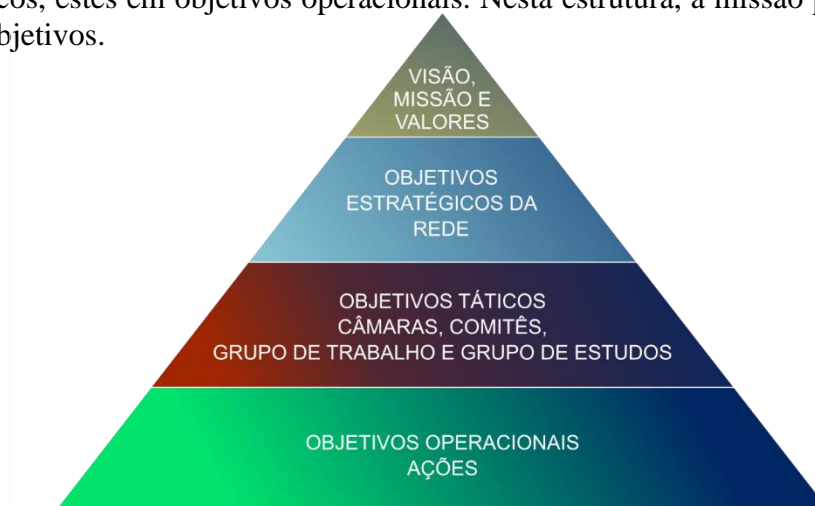 icos, estes em objetivos operacionais. Nesta estrutura, a missão p
bjetivos.
VISÃO,
MISSÃO E
VALORES
OBJETIVOS
ESTRATÉGICOS DA
REDE
OBJETIVOS TÁTICOS
CÂMARAS, COMITÊS,
GRUPO DE TRABALHO E GRUPO DE ESTUDOS
OBJETIVOS OPERACIONAIS
AÇÕES